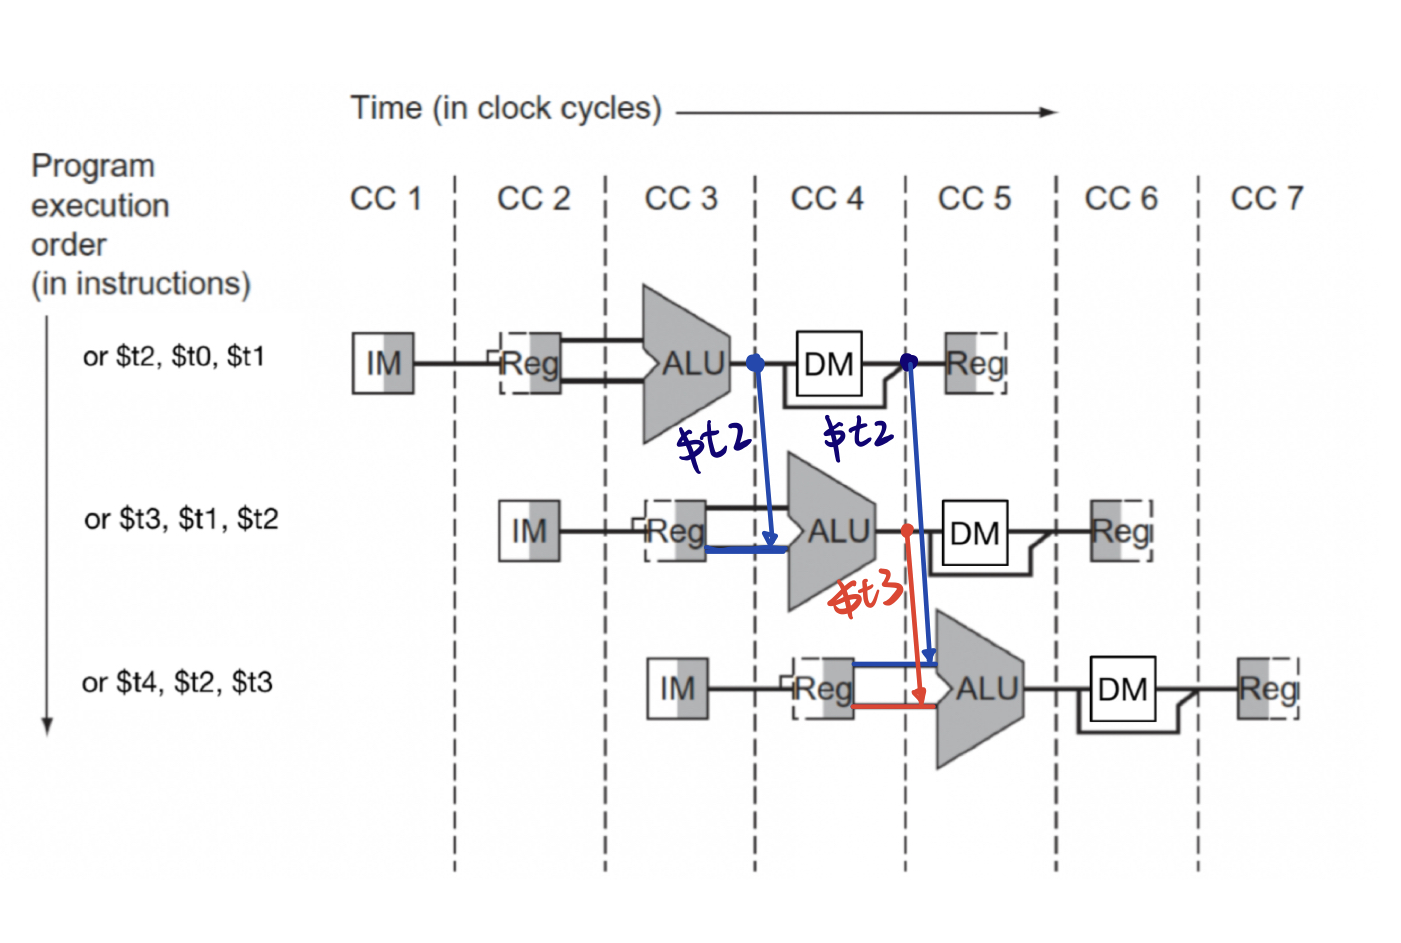 Time (in clock cycles)
Program
execution
order
(in instructions)
CC 1 CC 2 CC 3 CC 4 CC 5 CC 6 CC 7
or $t2, $t0, $t1
IM Reg ALU DM Reg
$t2 $t2
or $t3, $t1, $t2
IM Reg ALU DM Reg
$t3
or $t4, $t2, $t3
IM Reg ALU DM Reg